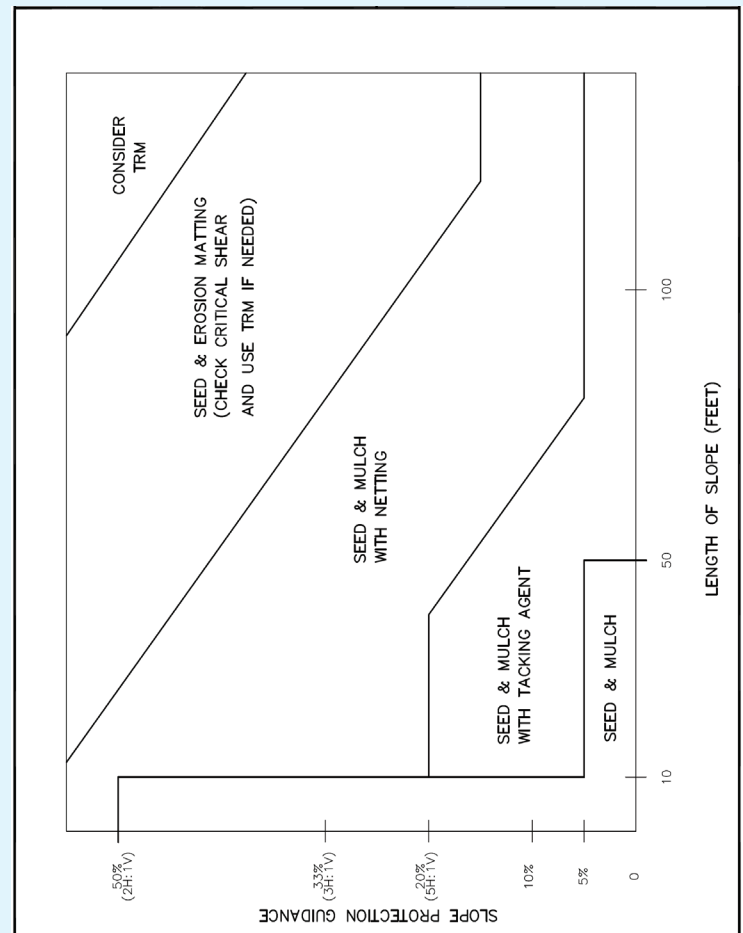 CONSIDER
TRM
SEED & EROSION MATTING
(CHECK CRITICAL SHEAR
AND USE TRM IF NEEDED)
SEED & MULCH
WITH NETTING
SEED & MULCH
WITH TACKING AGENT
SEED & MULCH
SLOPE PROTECTION GUIDANCE
50%
(2H:1V)
33%
(3H:1V)
20%
(5H:1V)
10%
5%
0
10
50
100
LENGTH OF SLOPE (FEET)